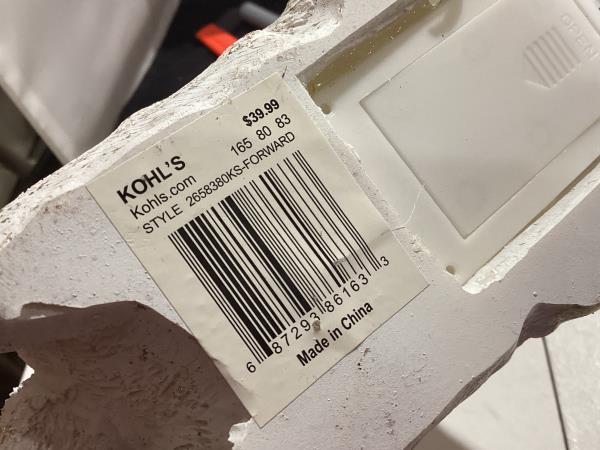 $39.99
KOHL'S 165 80 83
Kohls.com
STYLE 2658380KS-FORWARD
6 87293 86163 3
Made in China
OPEN